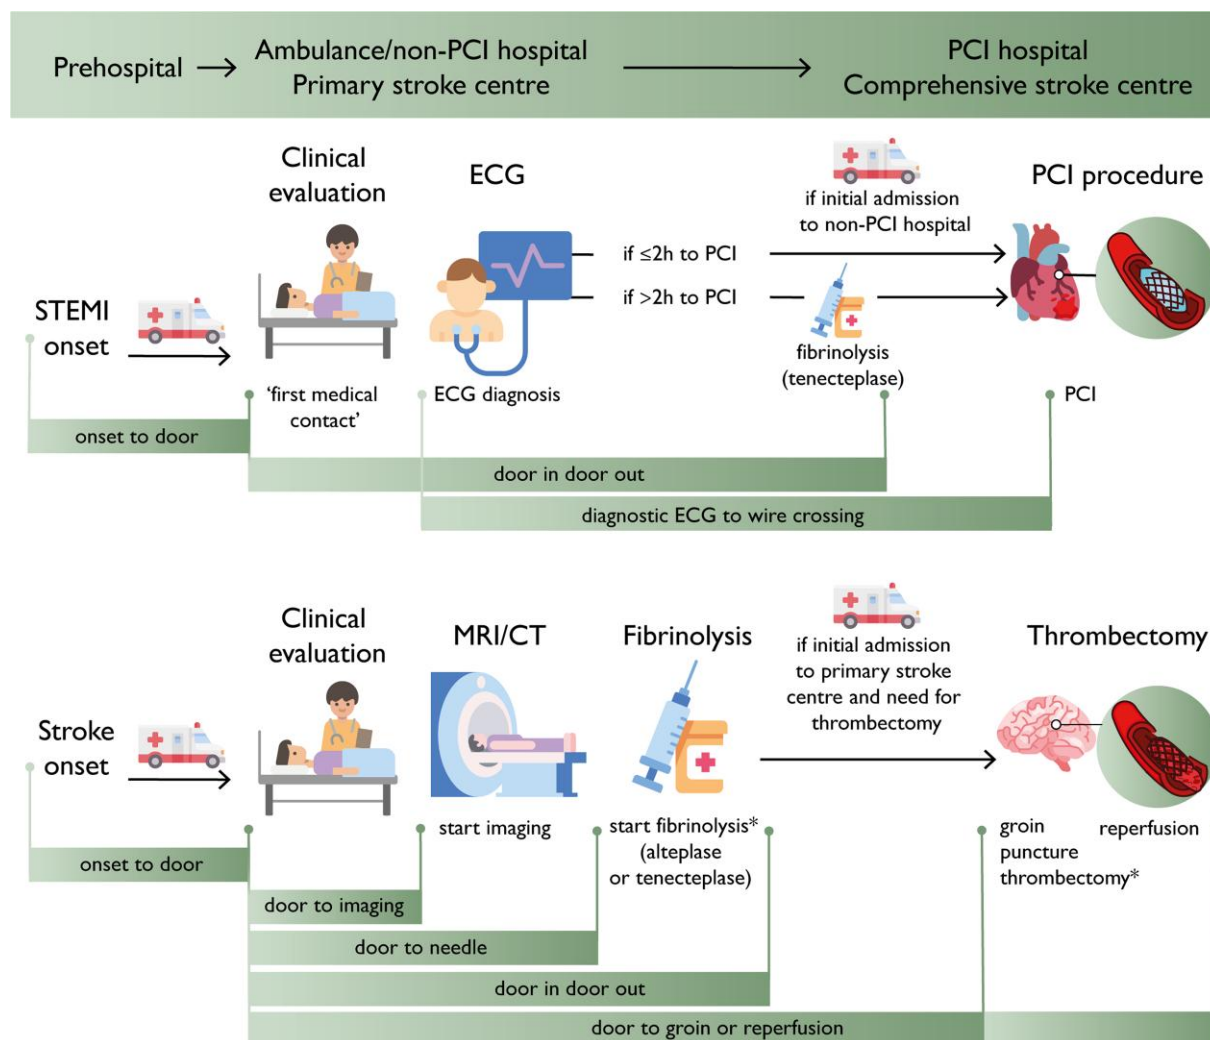 Prehospital
Ambulance/non-PCI hospital
Primary stroke centre
PCI hospital
Comprehensive stroke centre
Clinical
evaluation
ECG
if initial admission
to non-PCI hospital
PCI procedure
STEMI
onset
if ≤2h to PCI
if >2h to PCI
fibrinolysis
(tenecteplase)
'first medical
contact'
ECG diagnosis
PCI
onset to door
door in door out
diagnostic ECG to wire crossing
Clinical
evaluation
MRI/CT
Fibrinolysis
if initial admission
to primary stroke
centre and need for
thrombectomy
Thrombectomy
Stroke
onset
start imaging
start fibrinolysis*
(alteplase
or tenecteplase)
groin
puncture
thrombectomy*
reperfusion
onset to door
door to imaging
door to needle
door in door out
door to groin or reperfusion